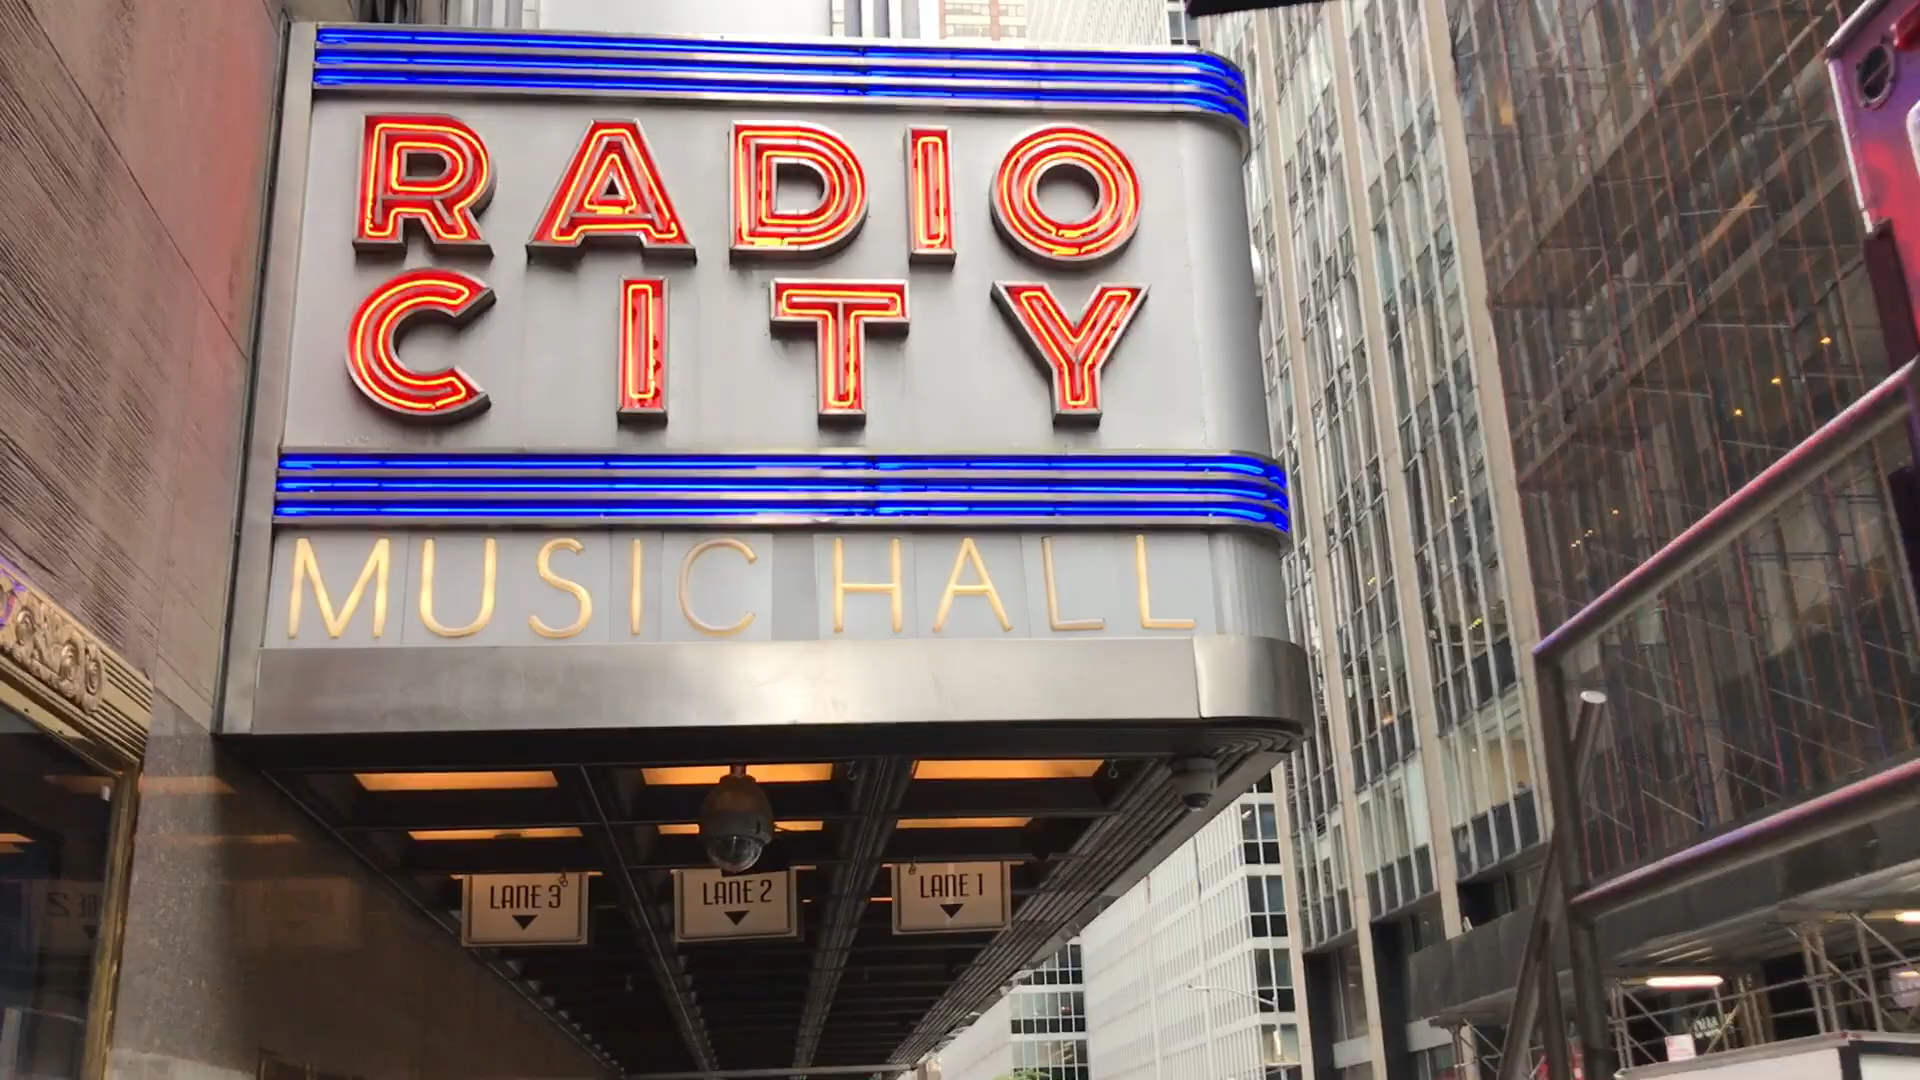 RADIO
CITY
MUSIC HALL
LANE 3
LANE 2
LANE 1